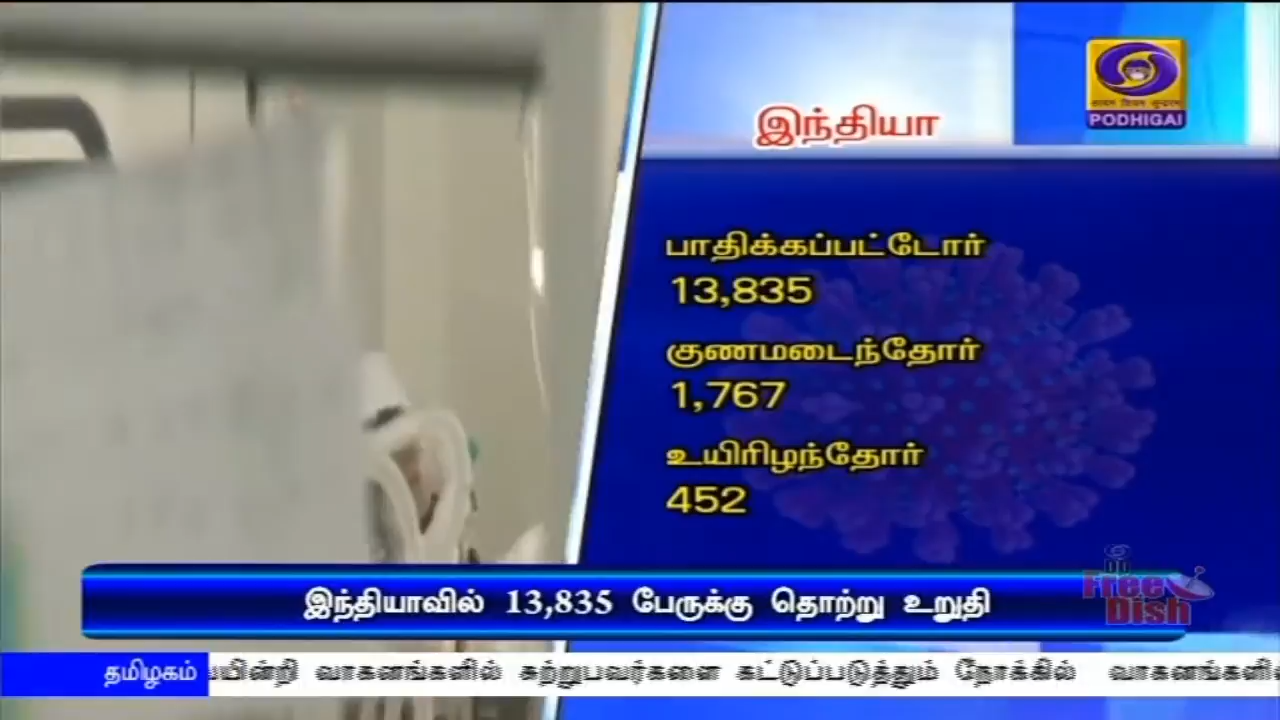 இந்தியா
PODHIGAI
பாதிக்கப்பட்டோர்
13,835
குணமடைந்தோர்
1,767
உயிரிழந்தோர்
452
DD
Free
Dish
இந்தியாவில் 13,835 பேருக்கு தொற்று உறுதி
தமிழகம்
வாகனங்களில் சுற்றுபவர்களை கட்டுப்படுத்தும் நோக்கில்